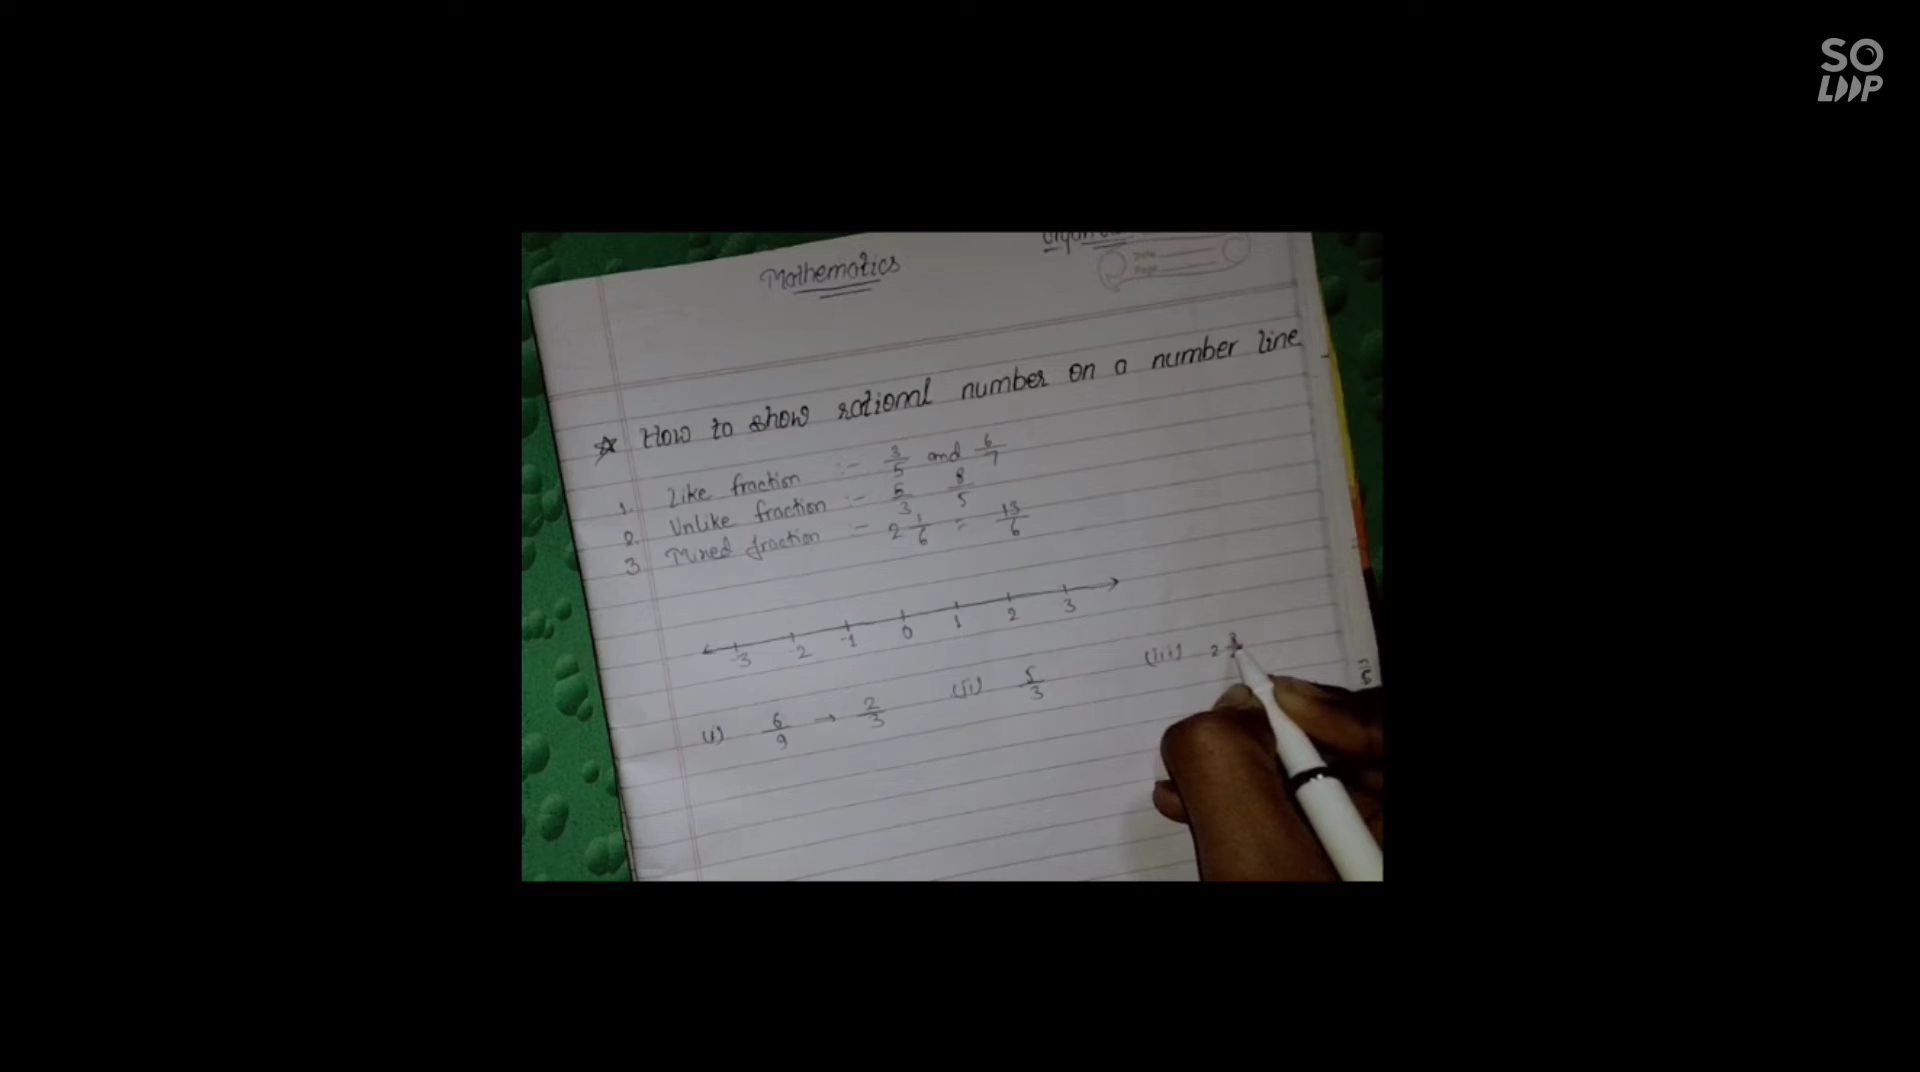 SO
LOOP
Mathematics
Date
Page
☆ How to show rational number on a number line
1. Like fraction :- 3/5 and 6/7
2. Unlike fraction :- 5/3 8/5
3. Mixed fraction :- 2 1/6 = 13/6
-3 -2 -1 0 1 2 3
(i) 6/9 → 2/3 (ii) 5/3 (iii) 2